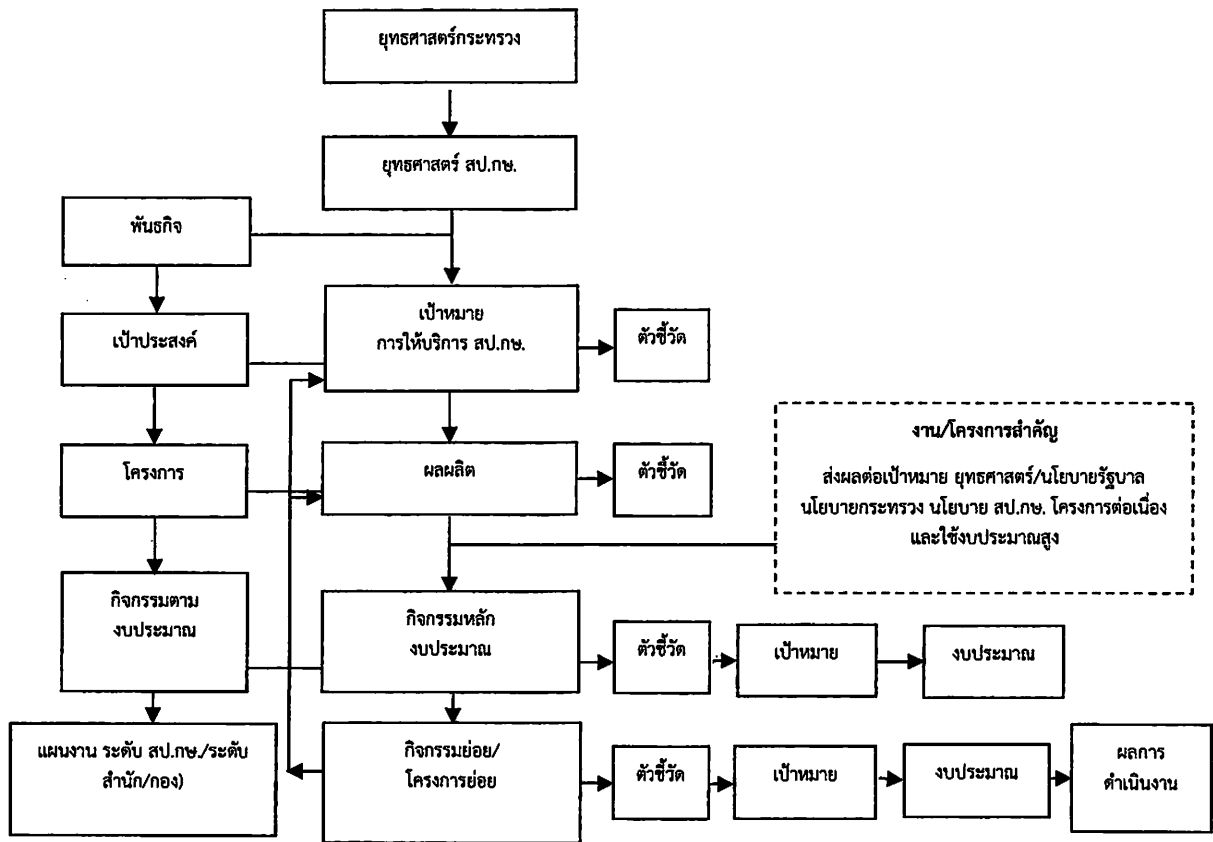 ยุทธศาสตร์กระทรวง
ยุทธศาสตร์ สป.กษ.
พันธกิจ
เป้าหมาย
การให้บริการ สป.กษ.
ตัวชี้วัด
เป้าประสงค์
งาน/โครงการสำคัญ
ส่งผลต่อเป้าหมาย ยุทธศาสตร์/นโยบายรัฐบาล
นโยบายกระทรวง นโยบาย สป.กษ. โครงการต่อเนื่อง
และใช้งบประมาณสูง
โครงการ
ผลผลิต
ตัวชี้วัด
กิจกรรมตาม
งบประมาณ
กิจกรรมหลัก
งบประมาณ
ตัวชี้วัด
เป้าหมาย
งบประมาณ
แผนงาน ระดับ สป.กษ./ระดับ
สำนัก/กอง)
กิจกรรมย่อย/
โครงการย่อย
ตัวชี้วัด
เป้าหมาย
งบประมาณ
ผลการ
ดำเนินงาน